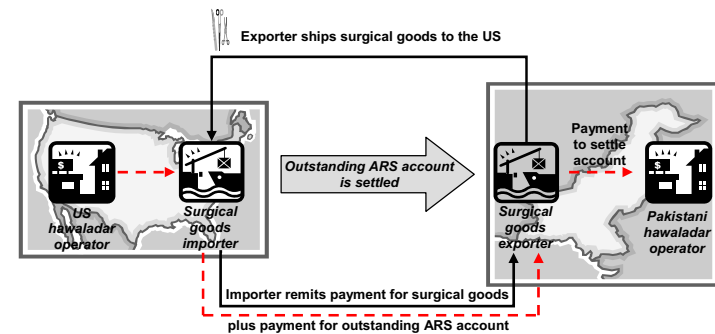 Exporter ships surgical goods to the US
$
US
hawaladar
operator
Surgical
goods
importer
Outstanding ARS account
is settled
Payment
to settle
account
$
Surgical
goods
exporter
Pakistani
hawaladar
operator
Importer remits payment for surgical goods
plus payment for outstanding ARS account